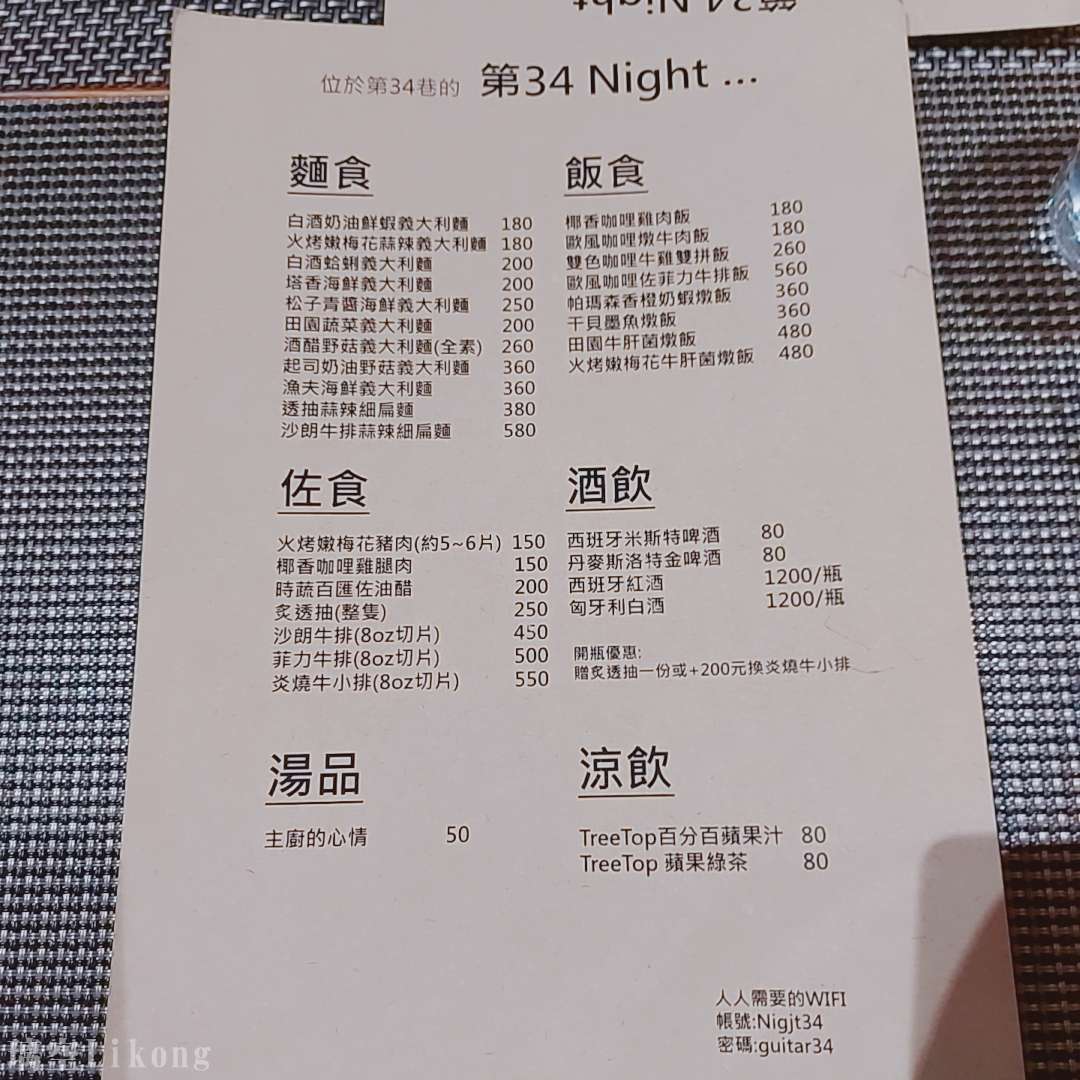 第34 Night
位於第34巷的 第34 Night ...
麵食
白酒奶油鮮蝦義大利麵 180
火烤嫩梅花蒜辣義大利麵 180
白酒蛤蜊義大利麵 200
塔香海鮮義大利麵 200
松子青醬海鮮義大利麵 250
田園蔬菜義大利麵 200
酒醋野菇義大利麵(全素) 260
起司奶油野菇義大利麵 360
漁夫海鮮義大利麵 360
透抽蒜辣細扁麵 380
沙朗牛排蒜辣細扁麵 580
飯食
椰香咖哩雞肉飯 180
歐風咖哩燉牛肉飯 180
雙色咖哩牛雞雙拼飯 260
歐風咖哩佐菲力牛排飯 560
帕瑪森香橙奶蝦燉飯 360
干貝墨魚燉飯 360
田園牛肝菌燉飯 480
火烤嫩梅花牛肝菌燉飯 480
佐食
火烤嫩梅花豬肉(約5~6片) 150
椰香咖哩雞腿肉 150
時蔬百匯佐油醋 200
炙透抽(整隻) 250
沙朗牛排(8oz切片) 450
菲力牛排(8oz切片) 500
炎燒牛小排(8oz切片) 550
酒飲
西班牙米斯特啤酒 80
丹麥斯洛特金啤酒 80
西班牙紅酒 1200/瓶
匈牙利白酒 1200/瓶
開瓶優惠:
贈炙透抽一份或+200元換炎燒牛小排
湯品
主廚的心情 50
涼飲
TreeTop百分百蘋果汁 80
TreeTop 蘋果綠茶 80
人人需要的WIFI
帳號:Nigjt34
密碼:guitar34
Likong